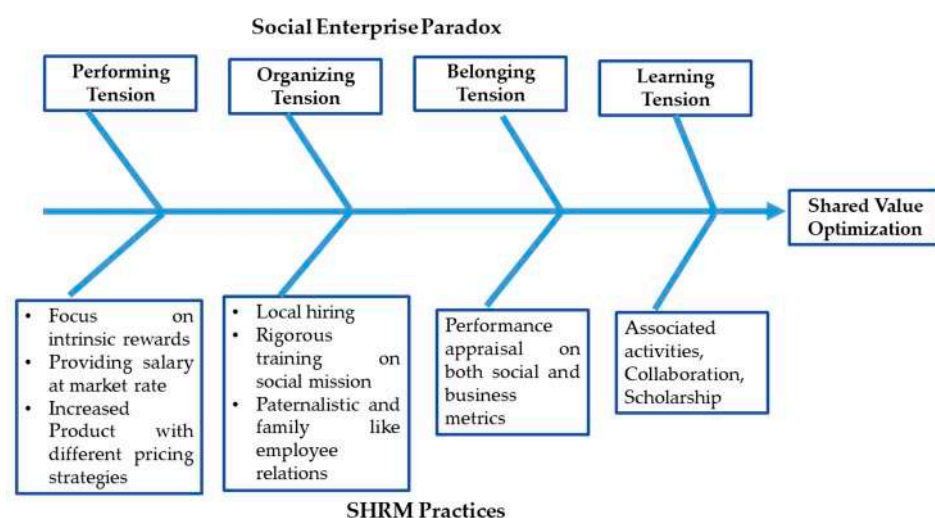 Social Enterprise Paradox
Performing
Tension
Organizing
Tension
Belonging
Tension
Learning
Tension
Shared Value
Optimization
• Focus on
intrinsic rewards
• Providing salary
at market rate
• Increased
Product with
different pricing
strategies
• Local hiring
• Rigorous
training on
social mission
• Paternalistic and
family like
employee
relations
Performance
appraisal on
both social and
business
metrics
Associated
activities,
Collaboration,
Scholarship
SHRM Practices